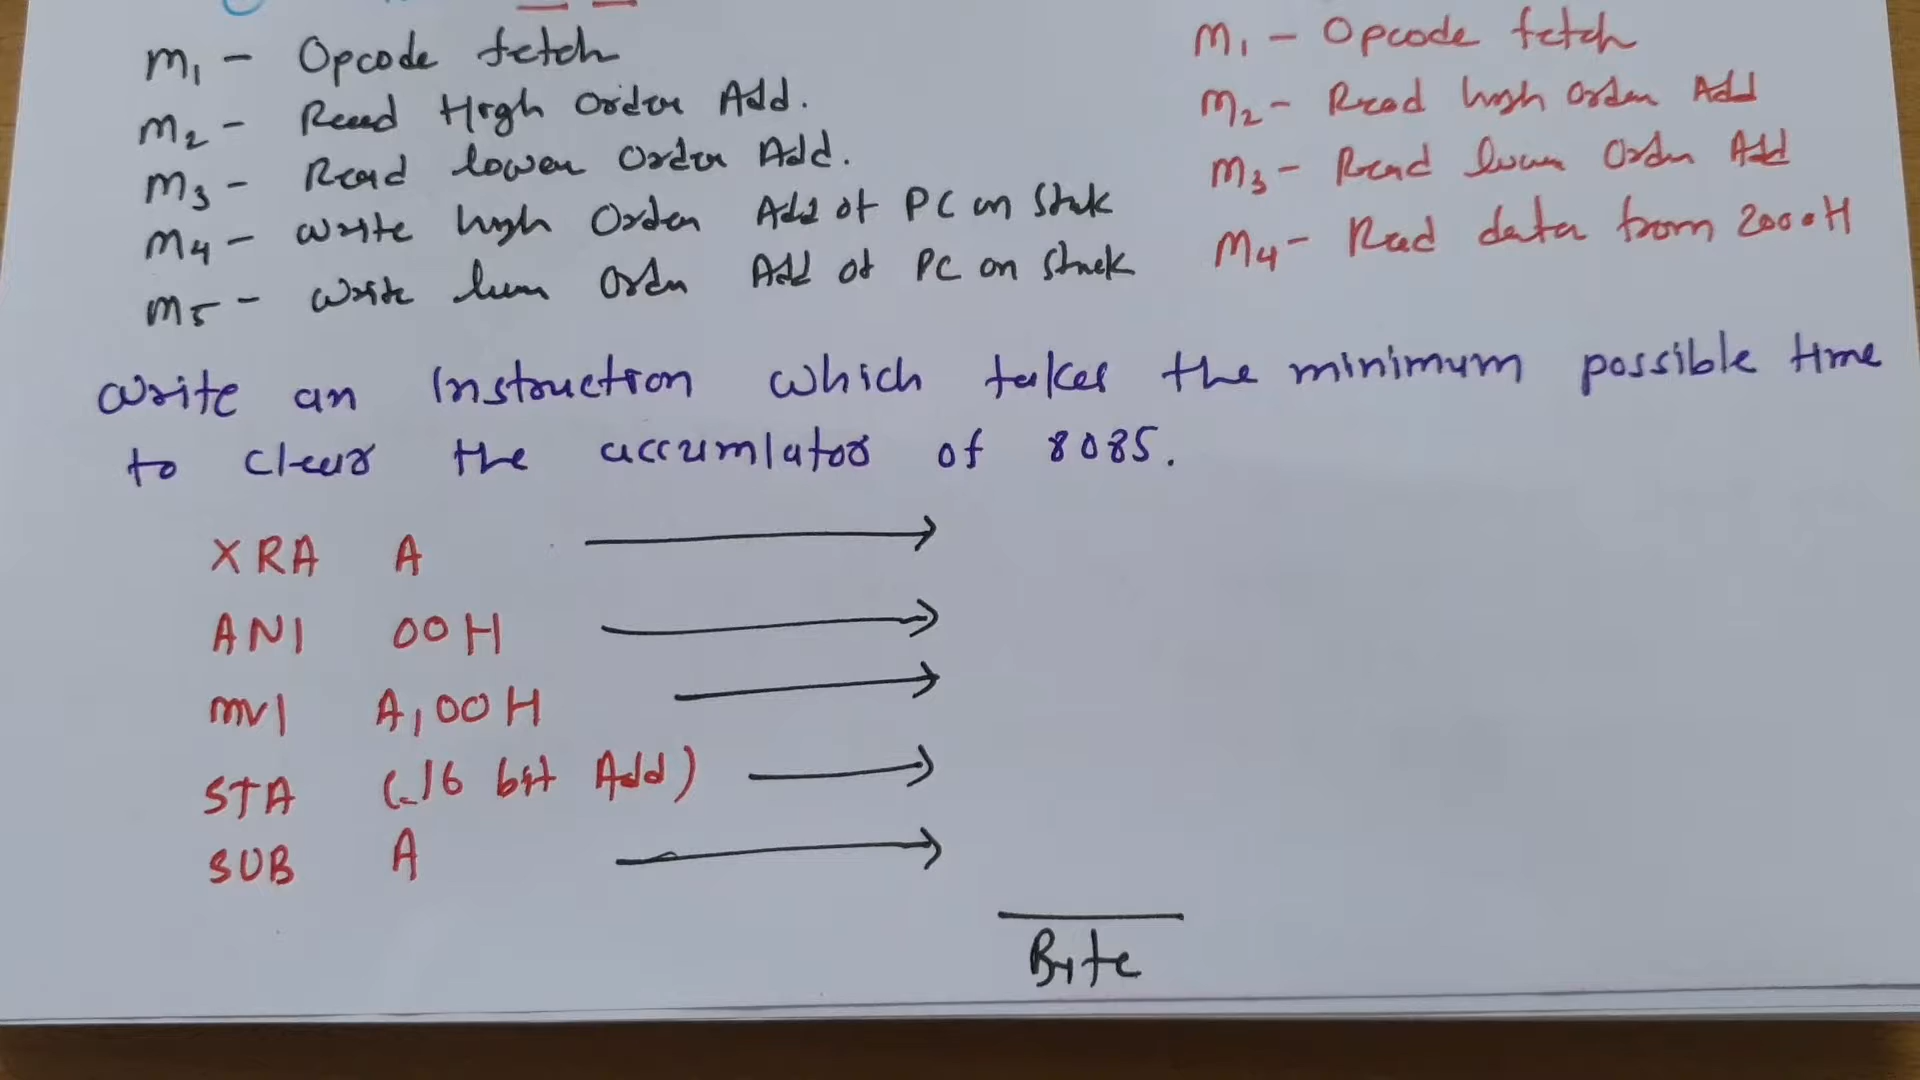 M1 - Opcode fetch
M2 - Read High Order Add.
M3 - Read lower Order Add.
M4 - write high Order Add of PC on Stack
M5 - write Order Add of PC on Stack
M1 - Opcode fetch
M2 - Read high Order Add
M3 - Read Order Add
M4 - Read data from 2000H
Write an Instruction which takes the minimum possible time
to clear the accumlator of 8085.
XRA A
ANI 00H
MVI A,00H
STA (16 bit Add)
SUB A
Byte